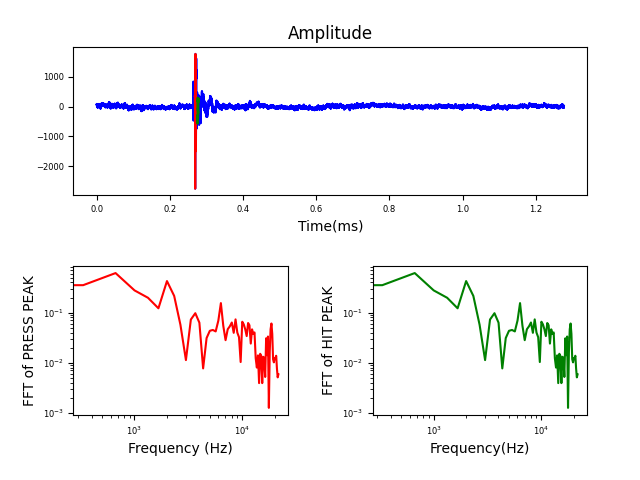 Amplitude
1000
0
−1000
−2000
0.0 0.2 0.4 0.6 0.8 1.0 1.2
Time(ms)
FFT of PRESS PEAK
10⁻¹
10⁻²
10⁻³
10³ 10⁴
Frequency (Hz)
FFT of HIT PEAK
10⁻¹
10⁻²
10⁻³
10³ 10⁴
Frequency(Hz)